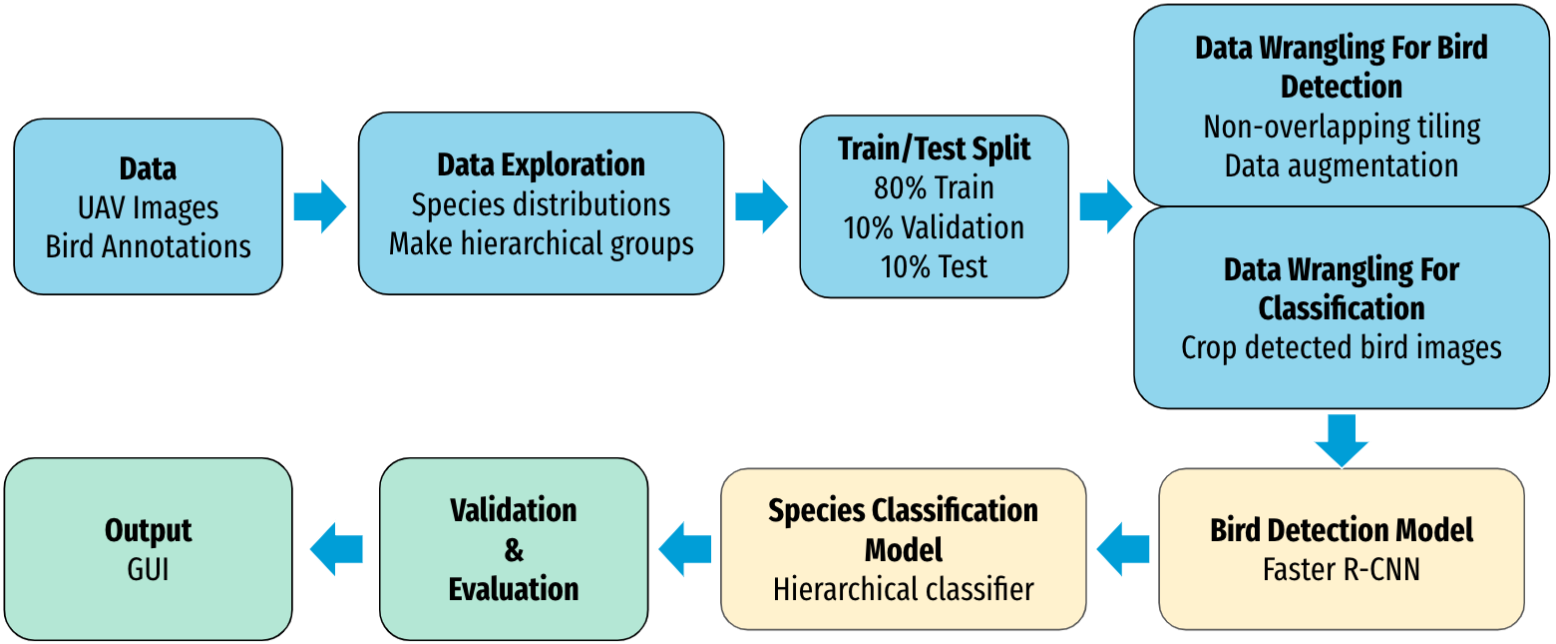 Data
UAV Images
Bird Annotations
Data Exploration
Species distributions
Make hierarchical groups
Train/Test Split
80% Train
10% Validation
10% Test
Data Wrangling For Bird
Detection
Non-overlapping tiling
Data augmentation
Data Wrangling For
Classification
Crop detected bird images
Bird Detection Model
Faster R-CNN
Species Classification
Model
Hierarchical classifier
Validation
&
Evaluation
Output
GUI